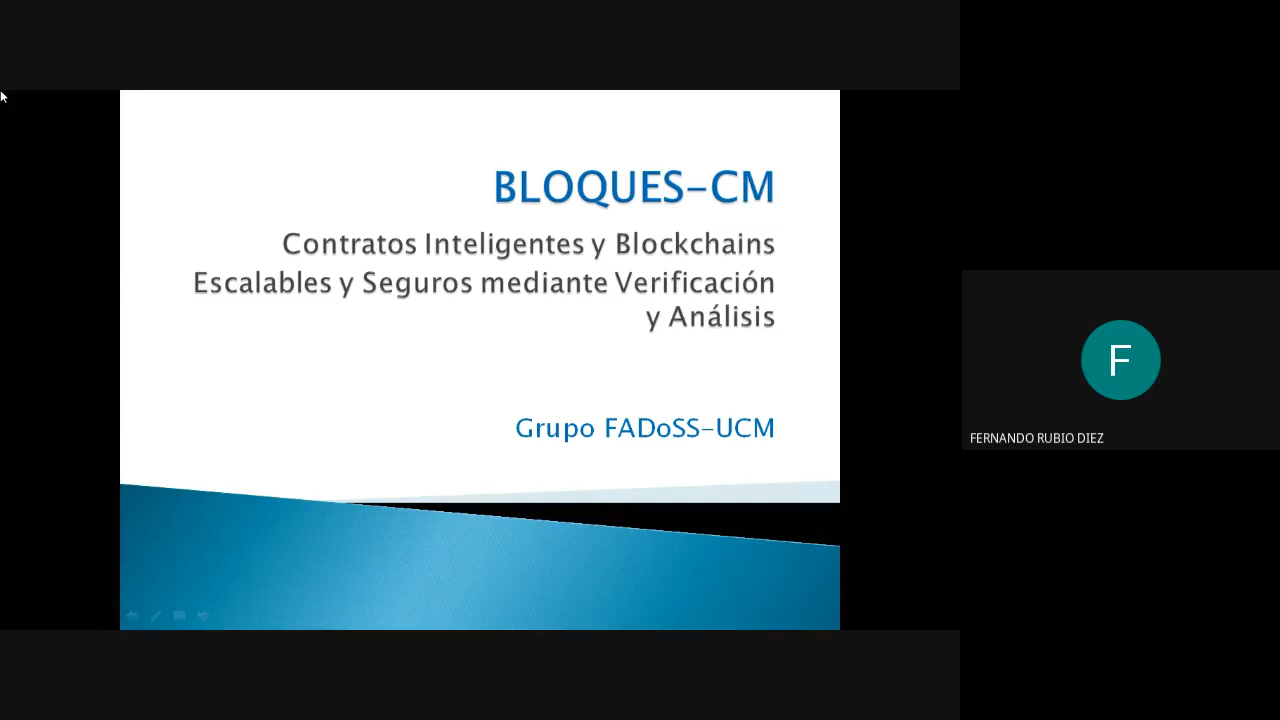 BLOQUES-CM
Contratos Inteligentes y Blockchains
Escalables y Seguros mediante Verificación
y Análisis
Grupo FADoSS-UCM
F
FERNANDO RUBIO DIEZ